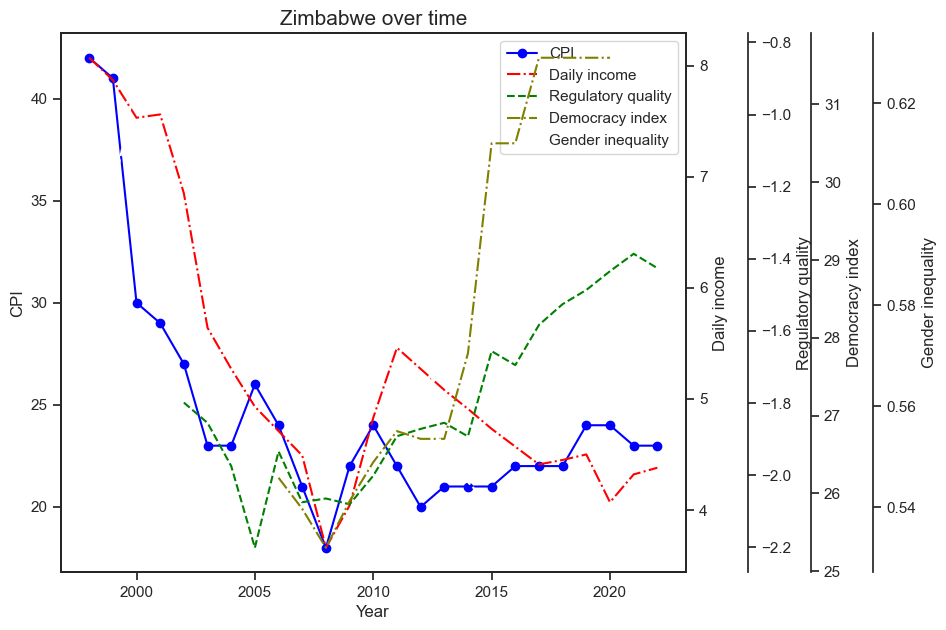 Zimbabwe over time
CPI
Daily income
Regulatory quality
Democracy index
Gender inequality
40
35
30
25
20
CPI
2000
2005
2010
2015
2020
Year
8
7
6
5
4
Daily income
−0.8
−1.0
−1.2
−1.4
−1.6
−1.8
−2.0
−2.2
Regulatory quality
31
30
29
28
27
26
25
Democracy index
0.62
0.60
0.58
0.56
0.54
Gender inequality